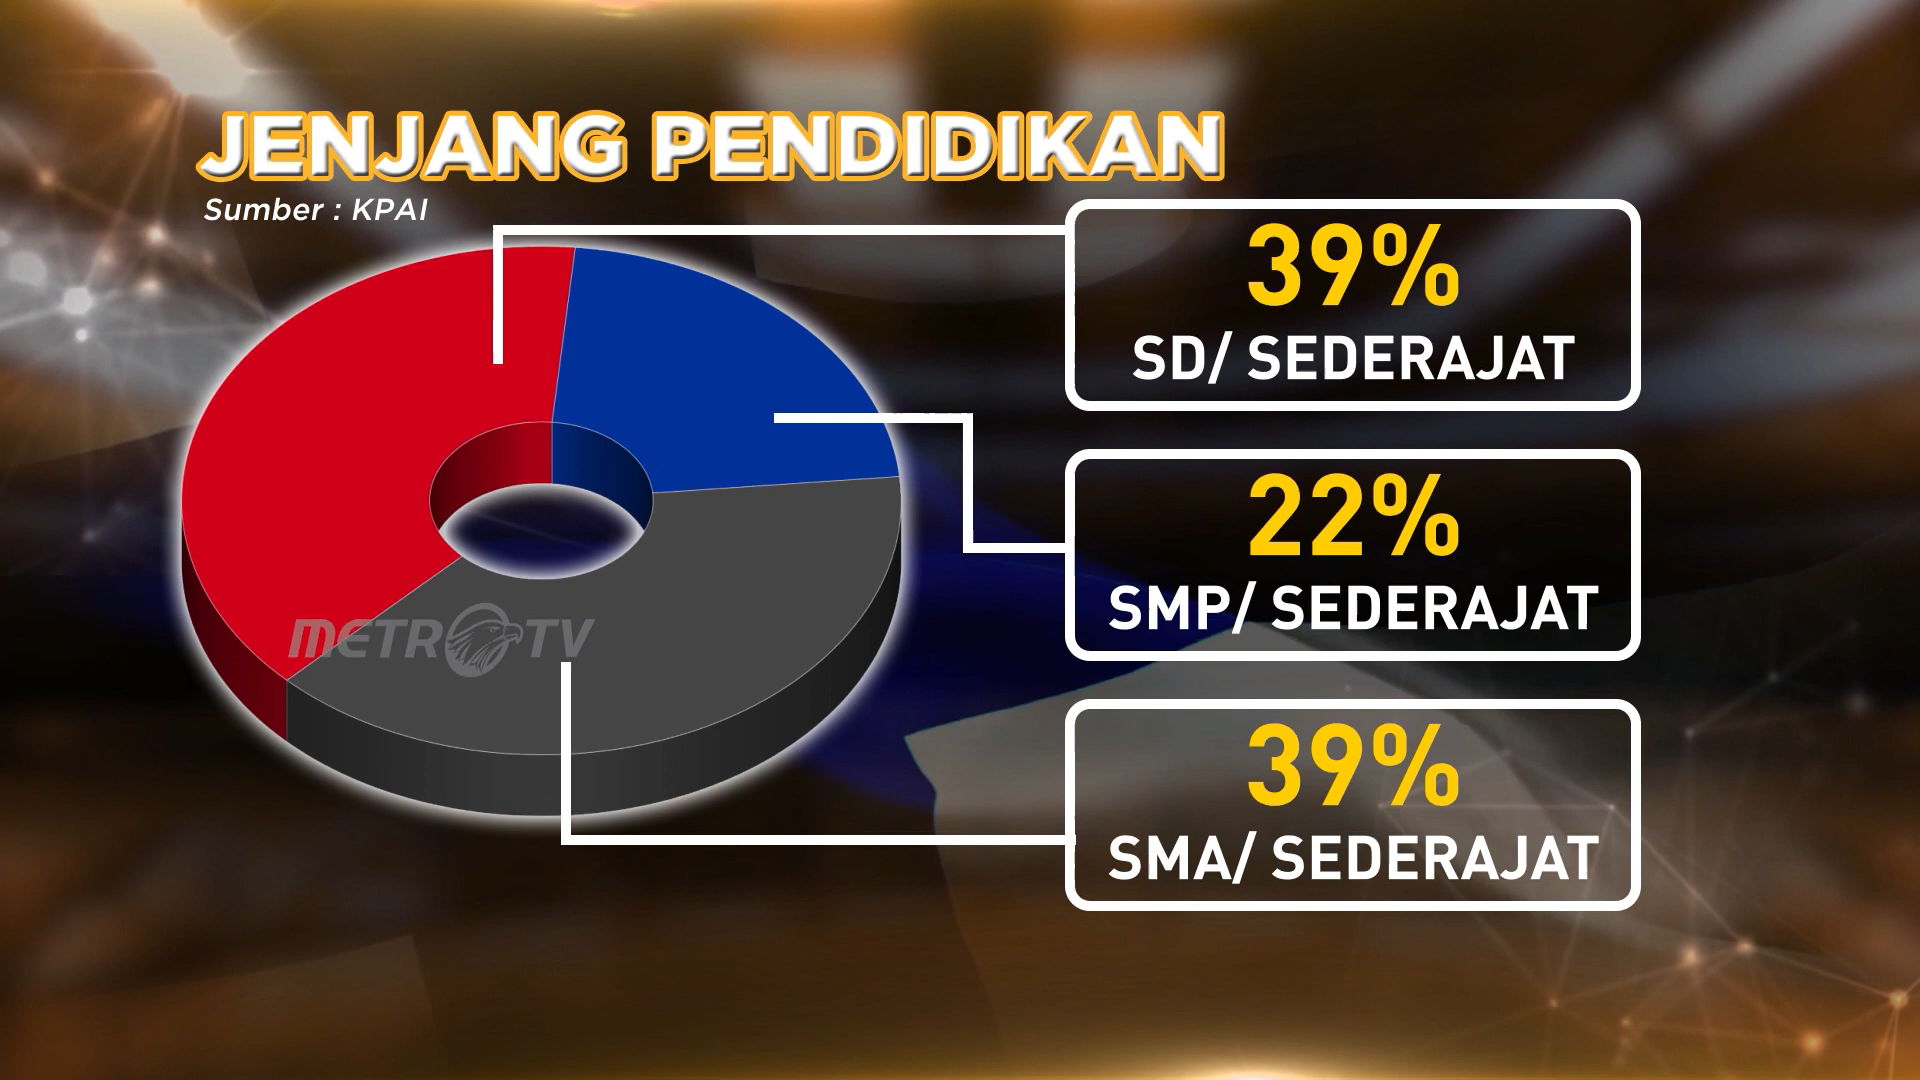 JENJANG PENDIDIKAN
Sumber : KPAI
39%
SD/ SEDERAJAT
22%
SMP/ SEDERAJAT
METRO TV
39%
SMA/ SEDERAJAT